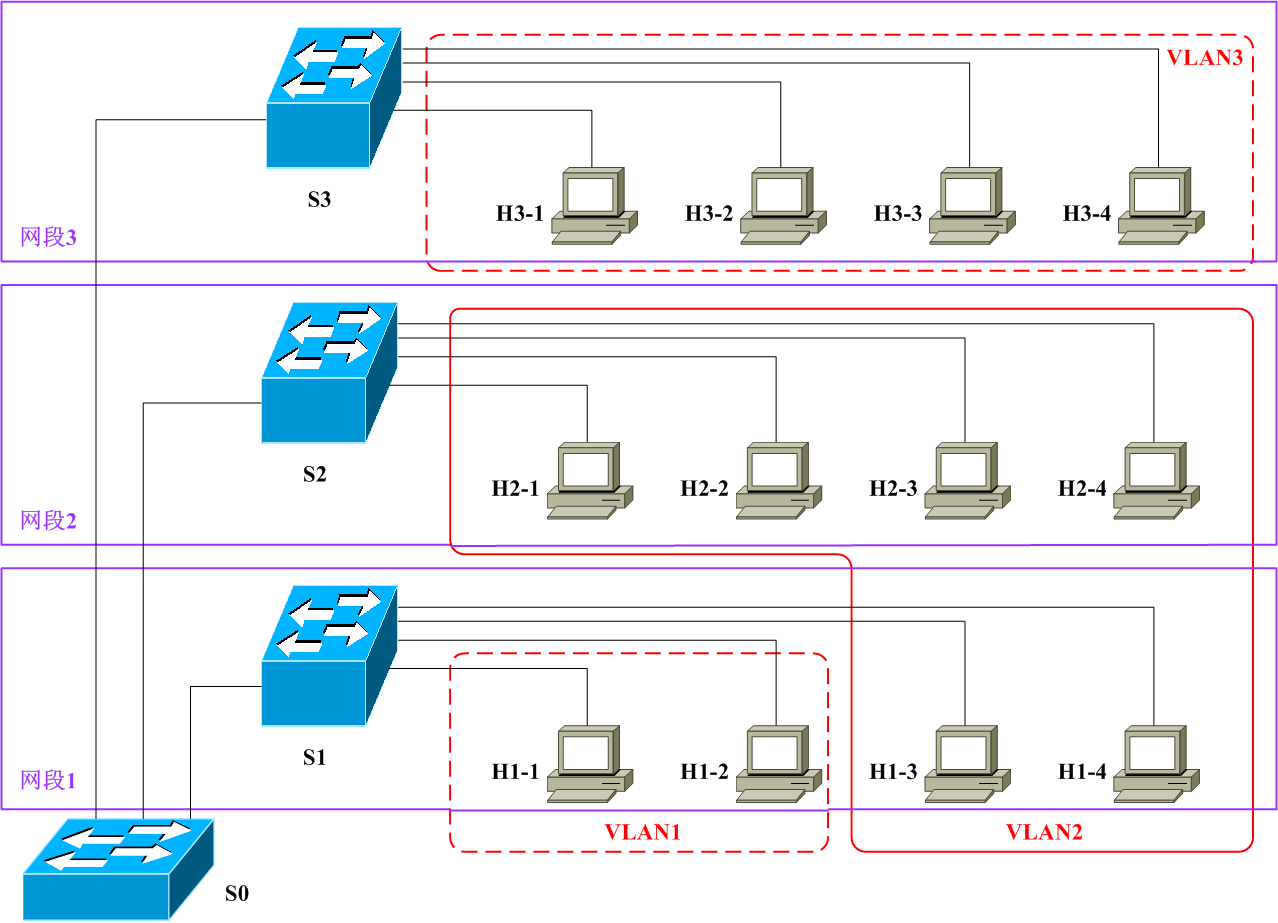 VLAN3
S3
H3-1 H3-2 H3-3 H3-4
网段3
S2
H2-1 H2-2 H2-3 H2-4
网段2
S1
H1-1 H1-2 H1-3 H1-4
网段1
VLAN1 VLAN2
S0